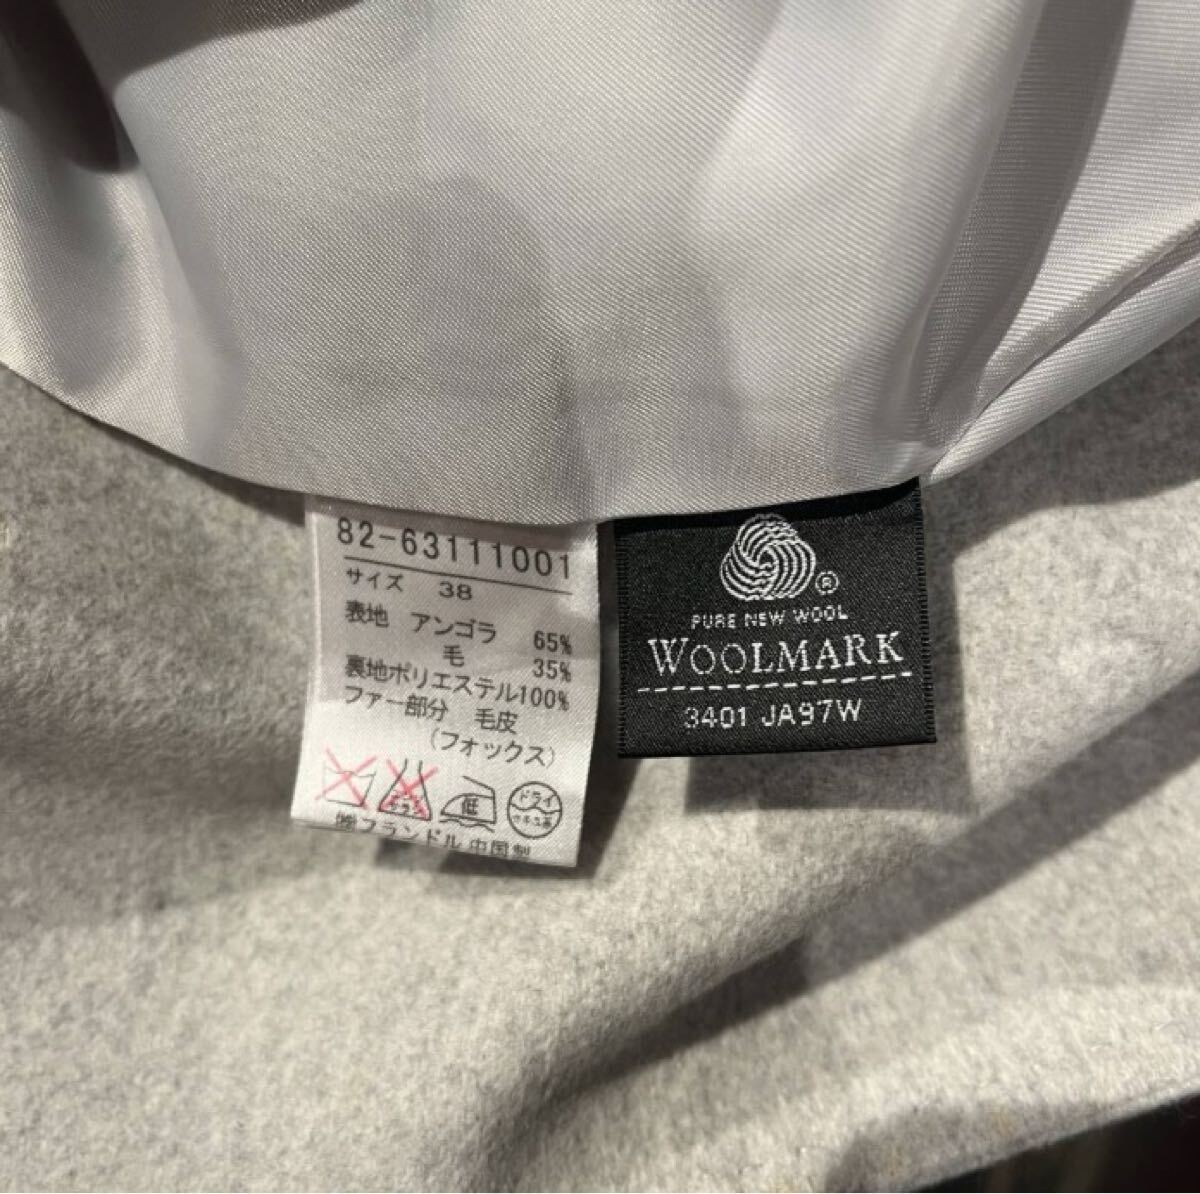 82-63111001
サイズ 38
表地 アンゴラ 65%
毛 35%
裏地ポリエステル100%
ファー部分 毛皮
(フォックス)
低
ドライ
㈱フランドル 中国製
®
PURE NEW WOOL
WOOLMARK
3401 JA97W